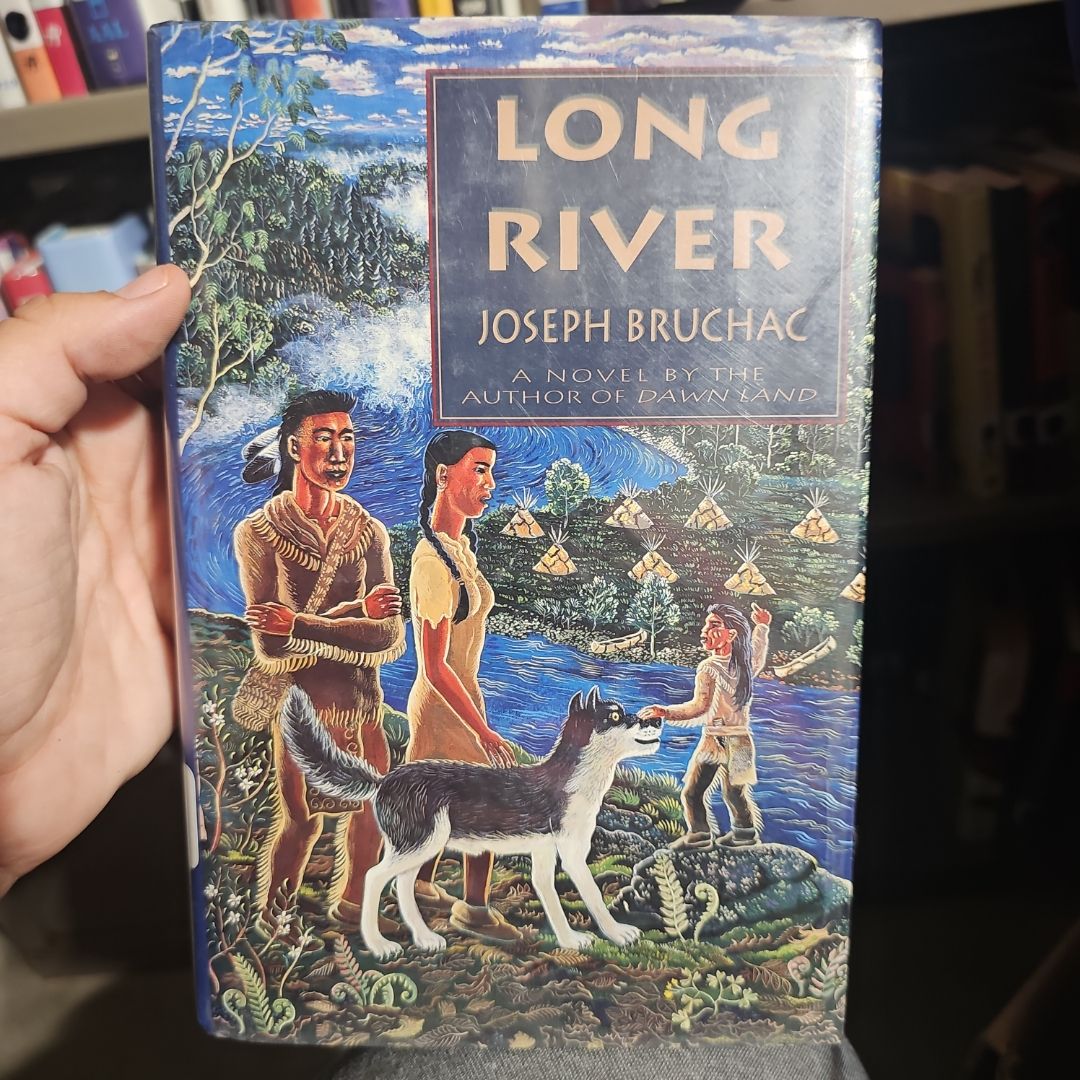 LONG
RIVER
JOSEPH BRUCHAC
A NOVEL BY THE
AUTHOR OF DAWN LAND